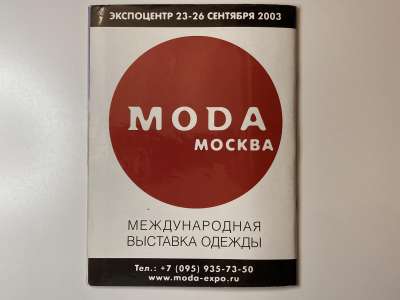 ЭКСПОЦЕНТР 23-26 СЕНТЯБРЯ 2003
MODA
МОСКВА
МЕЖДУНАРОДНАЯ
ВЫСТАВКА ОДЕЖДЫ
Тел.: +7 (095) 935-73-50
www.moda-expo.ru